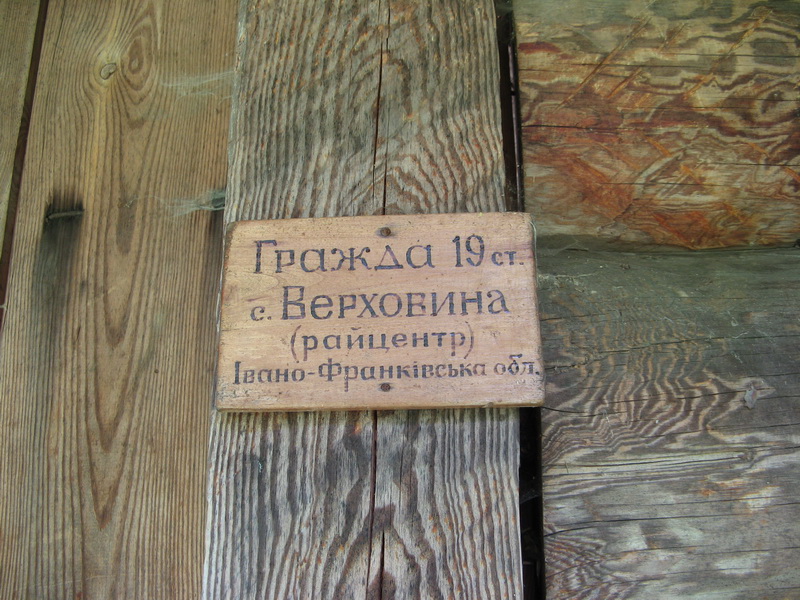 Гражда 19 ст.
с. Верховина
(райцентр)
Івано-Франківська обл.